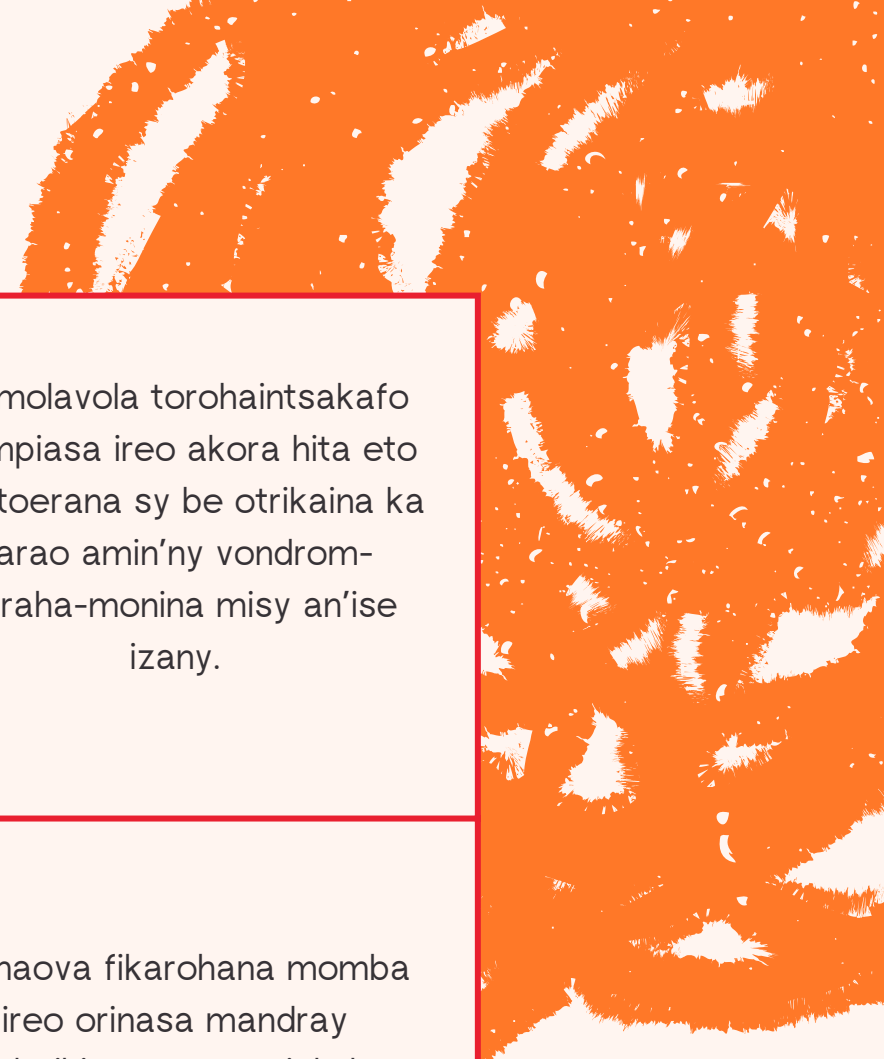 molavola torohaintsakafo
mpiasa ireo akora hita eto
toerana sy be otrikaina ka
arao amin’ny vondrom-
raha-monina misy an’ise
izany.
naova fikarohana momba
ireo orinasa mandray